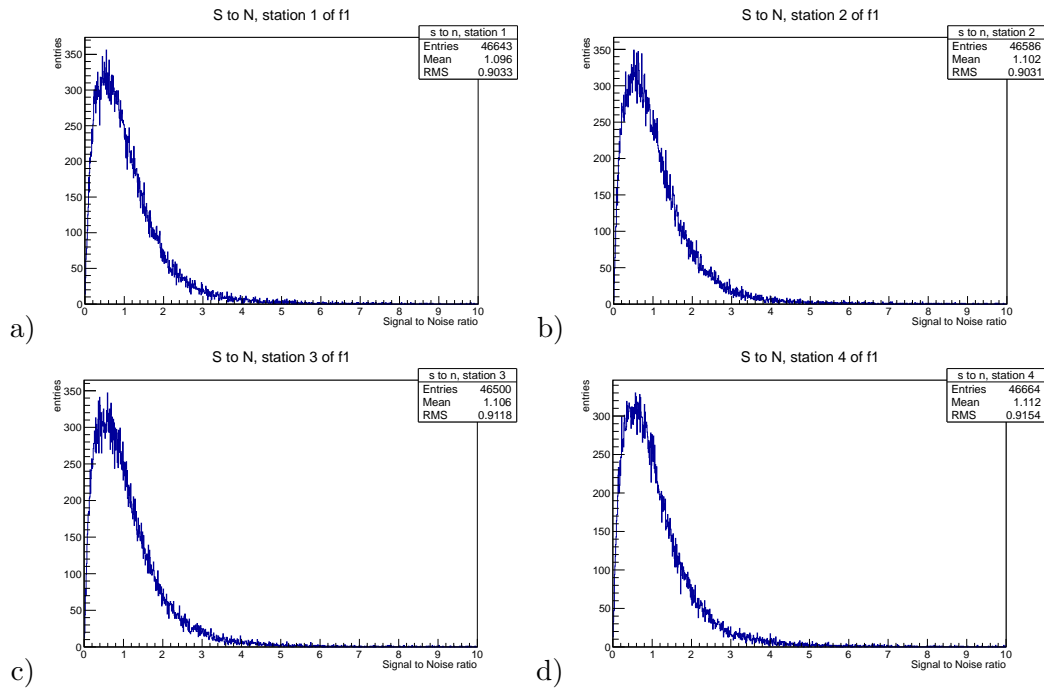 S to N, station 1 of f1
entries
350
300
250
200
150
100
50
0
s to n, station 1
Entries 46643
Mean 1.096
RMS 0.9033
0 1 2 3 4 5 6 7 8 9 10
Signal to Noise ratio
a)
S to N, station 2 of f1
entries
350
300
250
200
150
100
50
0
s to n, station 2
Entries 46586
Mean 1.102
RMS 0.9031
0 1 2 3 4 5 6 7 8 9 10
Signal to Noise ratio
b)
S to N, station 3 of f1
entries
350
300
250
200
150
100
50
0
s to n, station 3
Entries 46500
Mean 1.106
RMS 0.9118
0 1 2 3 4 5 6 7 8 9 10
Signal to Noise ratio
c)
S to N, station 4 of f1
entries
300
250
200
150
100
50
0
s to n, station 4
Entries 46664
Mean 1.112
RMS 0.9154
0 1 2 3 4 5 6 7 8 9 10
Signal to Noise ratio
d)